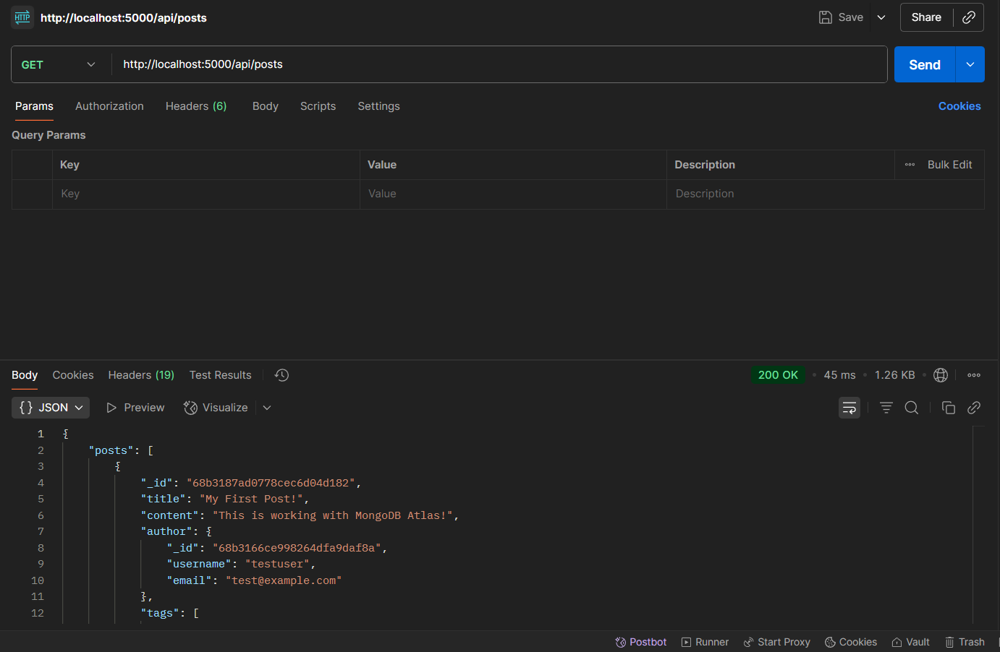 HTTP http://localhost:5000/api/posts Save Share
GET http://localhost:5000/api/posts Send
Params Authorization Headers (6) Body Scripts Settings Cookies
Query Params
Key Value Description Bulk Edit
Key Value Description
Body Cookies Headers (19) Test Results 200 OK • 45 ms • 1.26 KB
{ } JSON Preview Visualize
1 {
2 "posts": [
3 {
4 "_id": "68b3187ad0778cec6d04d182",
5 "title": "My First Post!",
6 "content": "This is working with MongoDB Atlas!",
7 "author": {
8 "_id": "68b3166ce998264dfa9daf8a",
9 "username": "testuser",
10 "email": "test@example.com"
11 },
12 "tags": [
Postbot Runner Start Proxy Cookies Vault Trash